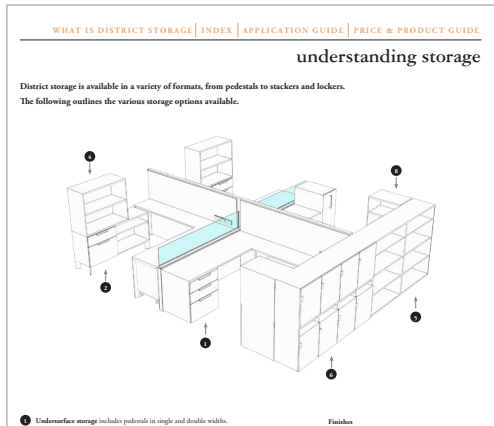 WHAT IS DISTRICT STORAGE | INDEX | APPLICATION GUIDE | PRICE & PRODUCT GUIDE
understanding storage
District storage is available in a variety of formats, from pedestals to stackers and lockers.
The following outlines the various storage options available.
4
8
2
5
1
6
1 Undersurface storage includes pedestals in single and double widths.
Finishes